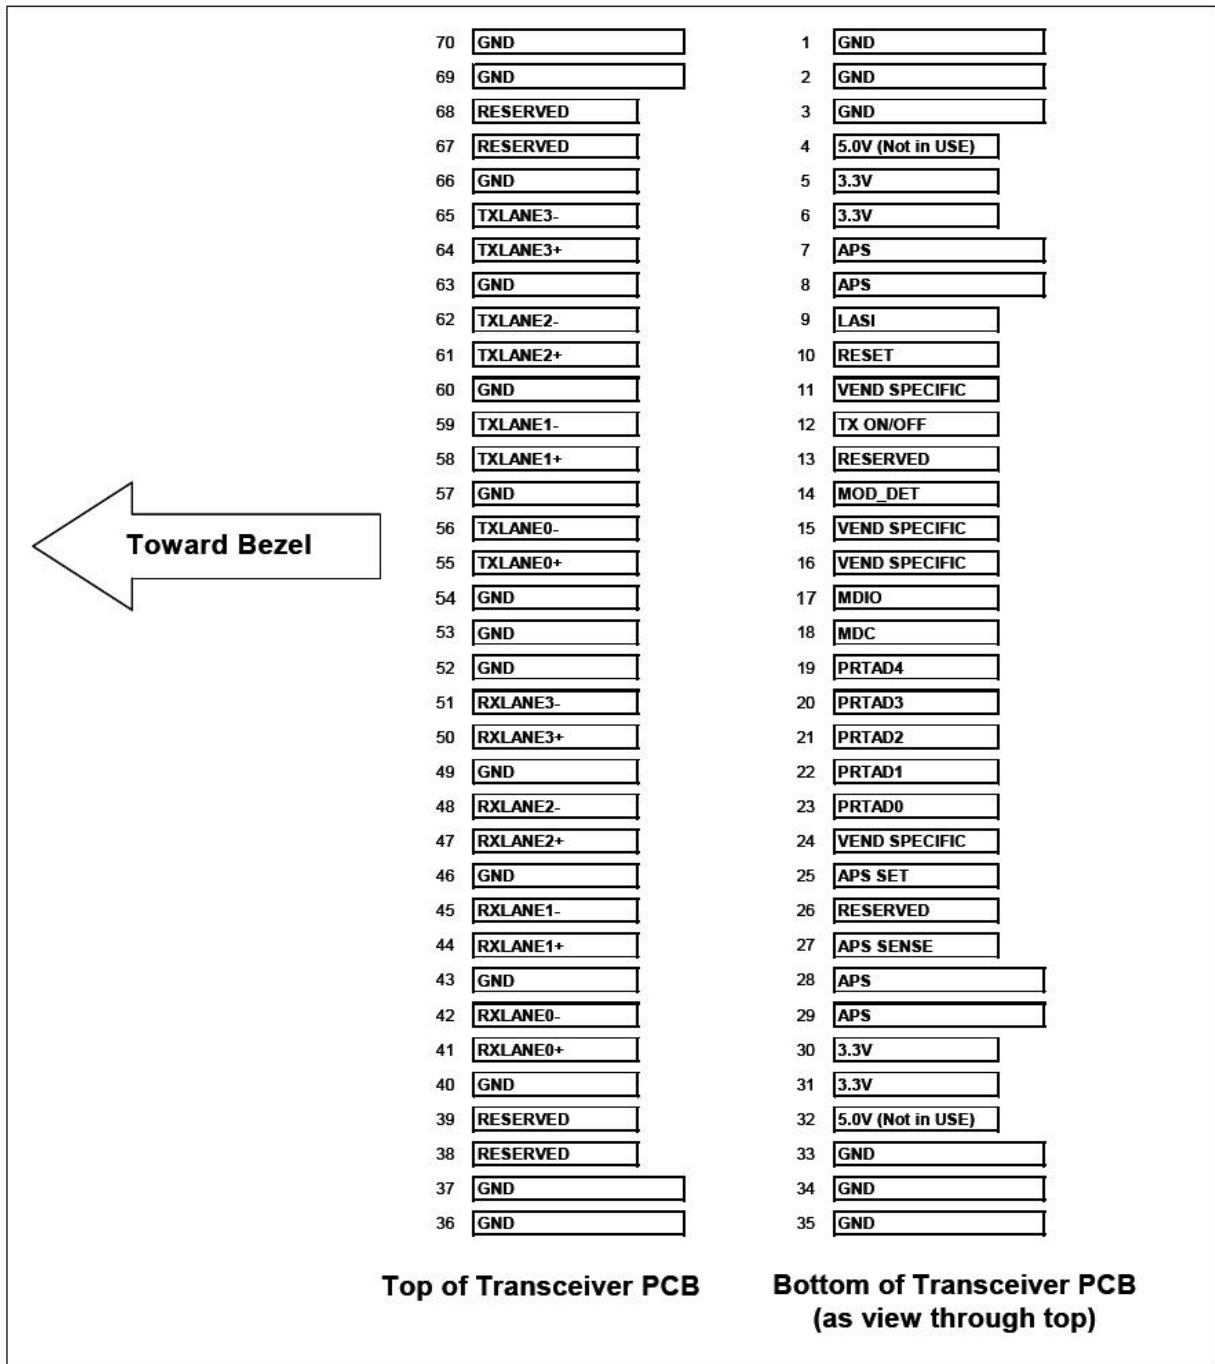 70 GND 1 GND
69 GND 2 GND
68 RESERVED 3 GND
67 RESERVED 4 5.0V (Not in USE)
66 GND 5 3.3V
65 TXLANE3- 6 3.3V
64 TXLANE3+ 7 APS
63 GND 8 APS
62 TXLANE2- 9 LASI
61 TXLANE2+ 10 RESET
60 GND 11 VEND SPECIFIC
59 TXLANE1- 12 TX ON/OFF
58 TXLANE1+ 13 RESERVED
57 GND 14 MOD_DET
56 TXLANE0- 15 VEND SPECIFIC
Toward Bezel
55 TXLANE0+ 16 VEND SPECIFIC
54 GND 17 MDIO
53 GND 18 MDC
52 GND 19 PRTAD4
51 RXLANE3- 20 PRTAD3
50 RXLANE3+ 21 PRTAD2
49 GND 22 PRTAD1
48 RXLANE2- 23 PRTAD0
47 RXLANE2+ 24 VEND SPECIFIC
46 GND 25 APS SET
45 RXLANE1- 26 RESERVED
44 RXLANE1+ 27 APS SENSE
43 GND 28 APS
42 RXLANE0- 29 APS
41 RXLANE0+ 30 3.3V
40 GND 31 3.3V
39 RESERVED 32 5.0V (Not in USE)
38 RESERVED 33 GND
37 GND 34 GND
36 GND 35 GND
Top of Transceiver PCB Bottom of Transceiver PCB
(as view through top)